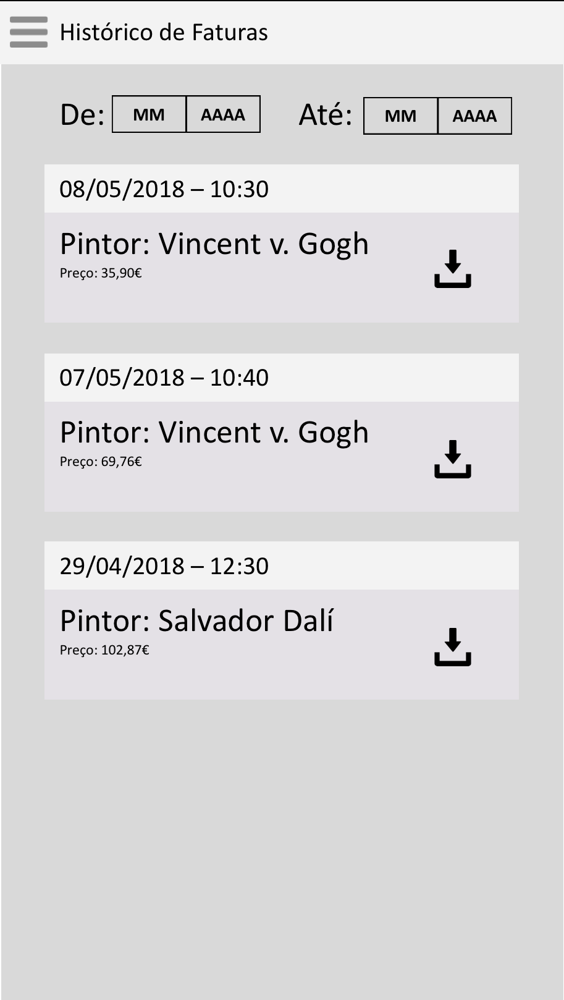 Histórico de Faturas
De: MM AAAA Até: MM AAAA
08/05/2018 – 10:30
Pintor: Vincent v. Gogh
Preço: 35,90€
07/05/2018 – 10:40
Pintor: Vincent v. Gogh
Preço: 69,76€
29/04/2018 – 12:30
Pintor: Salvador Dalí
Preço: 102,87€